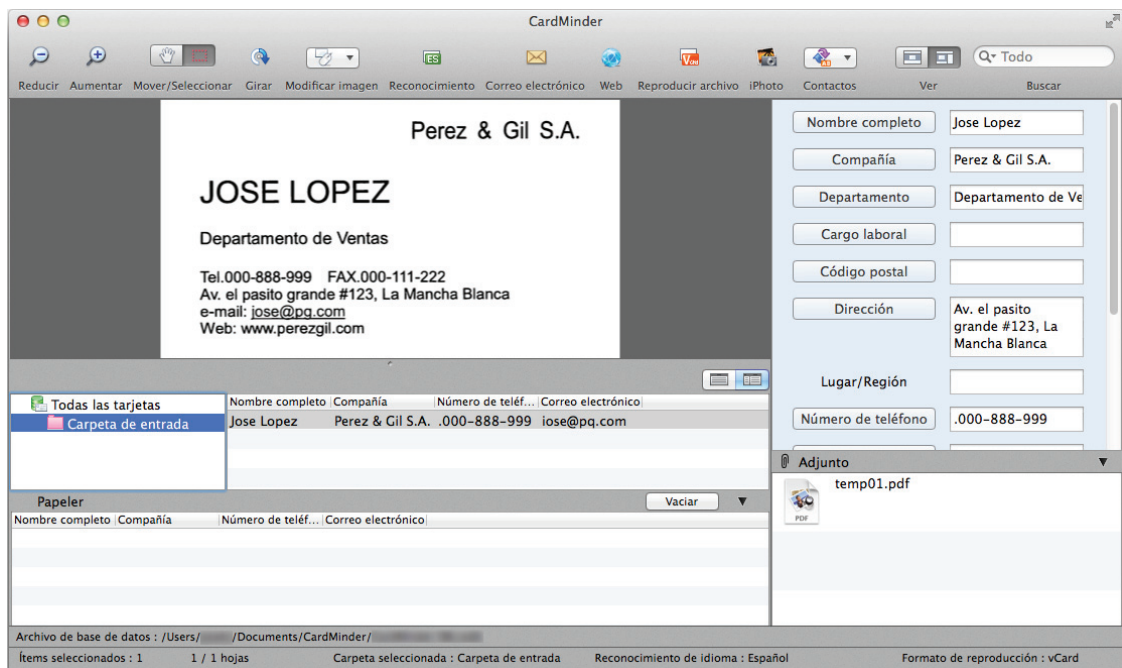 CardMinder
Reducir Aumentar Mover/Seleccionar Girar Modificar imagen Reconocimiento Correo electrónico Web Reproducir archivo iPhoto Contactos Ver Buscar
Todo
Perez & Gil S.A.
JOSE LOPEZ
Departamento de Ventas
Tel.000-888-999 FAX.000-111-222
Av. el pasito grande #123, La Mancha Blanca
e-mail: jose@pq.com
Web: www.perezgil.com
Nombre completo Jose Lopez
Compañía Perez & Gil S.A.
Departamento Departamento de Ve
Cargo laboral
Código postal
Dirección Av. el pasito
grande #123, La
Mancha Blanca
Lugar/Región
Número de teléfono .000-888-999
Todas las tarjetas
Carpeta de entrada
Nombre completo Compañía Número de teléf... Correo electrónico
Jose Lopez Perez & Gil S.A. .000-888-999 iose@pq.com
Papeler Vaciar
Nombre completo Compañía Número de teléf... Correo electrónico
Adjunto
temp01.pdf
PDF
Archivo de base de datos : /Users/ /Documents/CardMinder/
Ítems seleccionados : 1 1 / 1 hojas Carpeta seleccionada : Carpeta de entrada Reconocimiento de idioma : Español Formato de reproducción : vCard